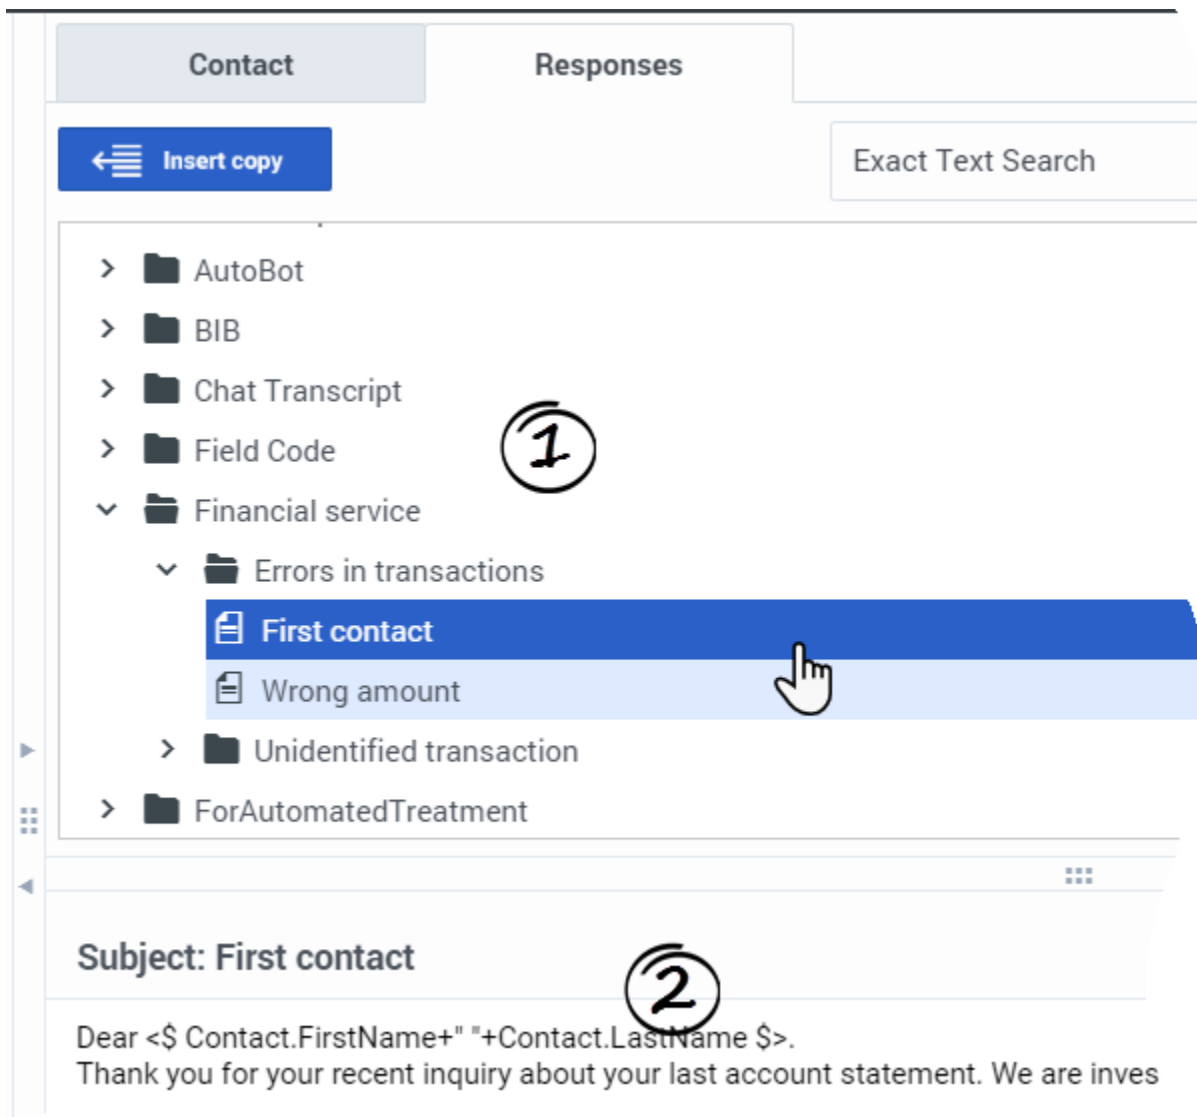 Contact
Responses
Insert copy
Exact Text Search
AutoBot
BIB
Chat Transcript
1
Field Code
Financial service
Errors in transactions
First contact
Wrong amount
Unidentified transaction
ForAutomatedTreatment
Subject: First contact
2
Dear <$ Contact.FirstName+" "+Contact.LastName $>.
Thank you for your recent inquiry about your last account statement. We are inves